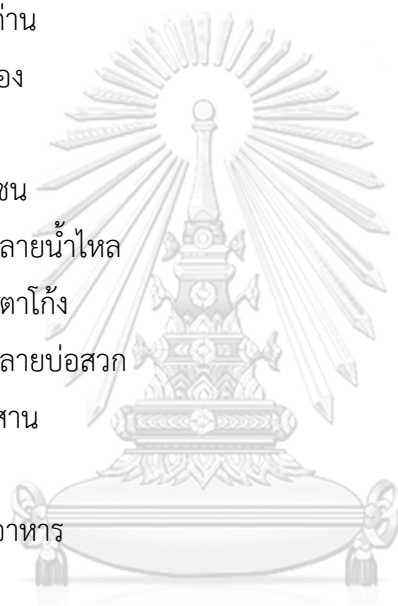 ก่าน
อง
ชน
ลายน้ำไหล
ตาโก้ง
ลายบ่อสวก
สาน
อาหาร